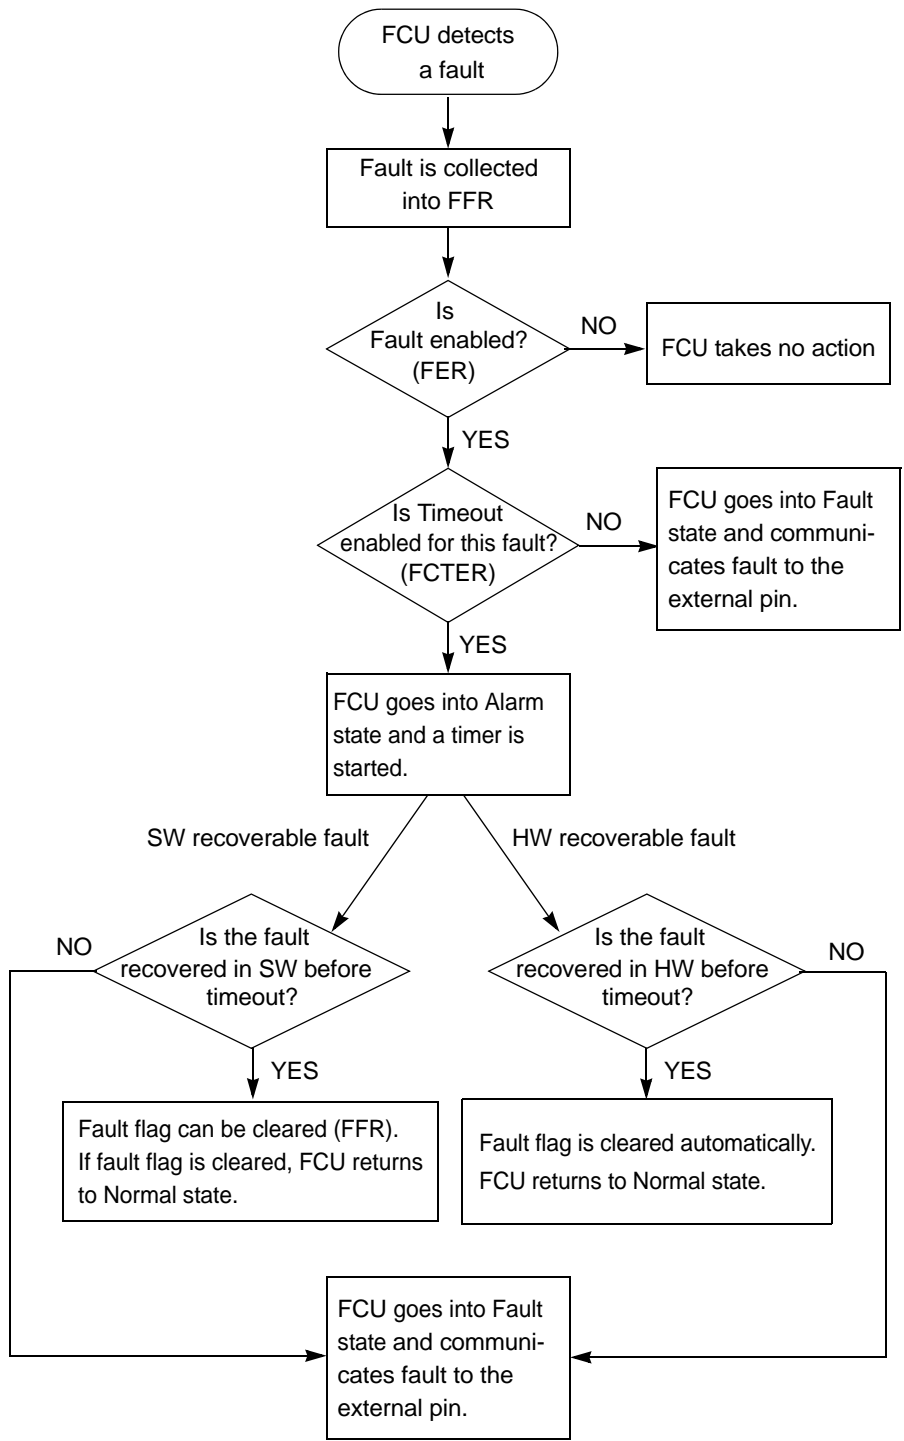 FCU detects
a fault
Fault is collected
into FFR
Is
Fault enabled?
(FER)
NO
FCU takes no action
YES
Is Timeout
enabled for this fault?
(FCTER)
NO
FCU goes into Fault
state and communi-
cates fault to the
external pin.
YES
FCU goes into Alarm
state and a timer is
started.
SW recoverable fault
HW recoverable fault
Is the fault
recovered in SW before
timeout?
NO
Is the fault
recovered in HW before
timeout?
NO
YES
YES
Fault flag can be cleared (FFR).
If fault flag is cleared, FCU returns
to Normal state.
Fault flag is cleared automatically.
FCU returns to Normal state.
FCU goes into Fault
state and communi-
cates fault to the
external pin.